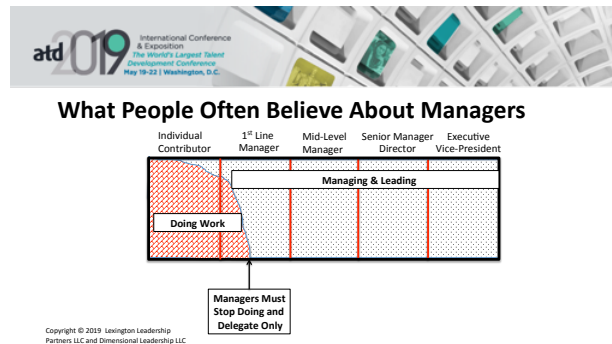 atd 2019
International Conference
& Exposition
The World's Largest Talent
Development Conference
May 19-22 | Washington, D.C.
What People Often Believe About Managers
Individual
Contributor
1st Line
Manager
Mid-Level
Manager
Senior Manager
Director
Executive
Vice-President
Managing & Leading
Doing Work
Managers Must
Stop Doing and
Delegate Only
Copyright © 2019 Lexington Leadership
Partners LLC and Dimensional Leadership LLC